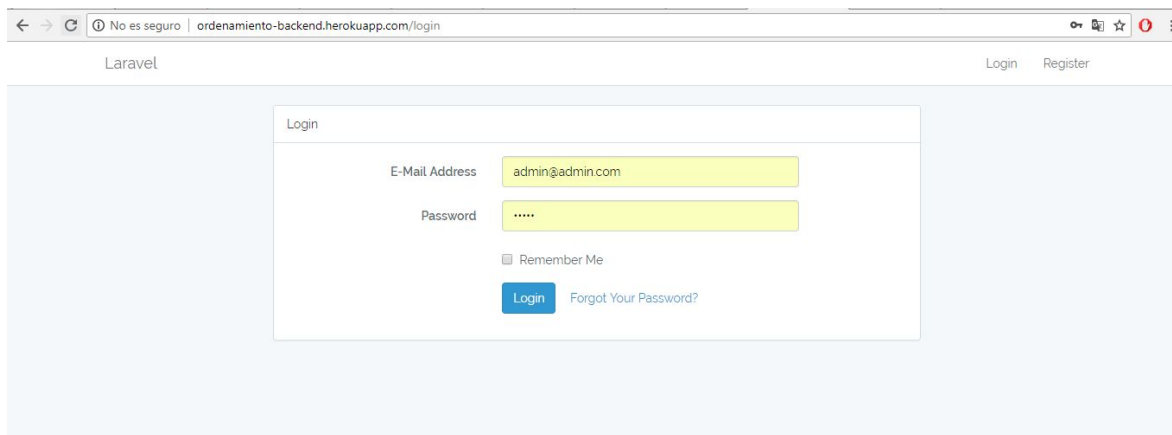 No es seguro | ordenamiento-backend.herokuapp.com/login
Laravel Login Register
Login
E-Mail Address admin@admin.com
Password •••••
Remember Me
Login Forgot Your Password?